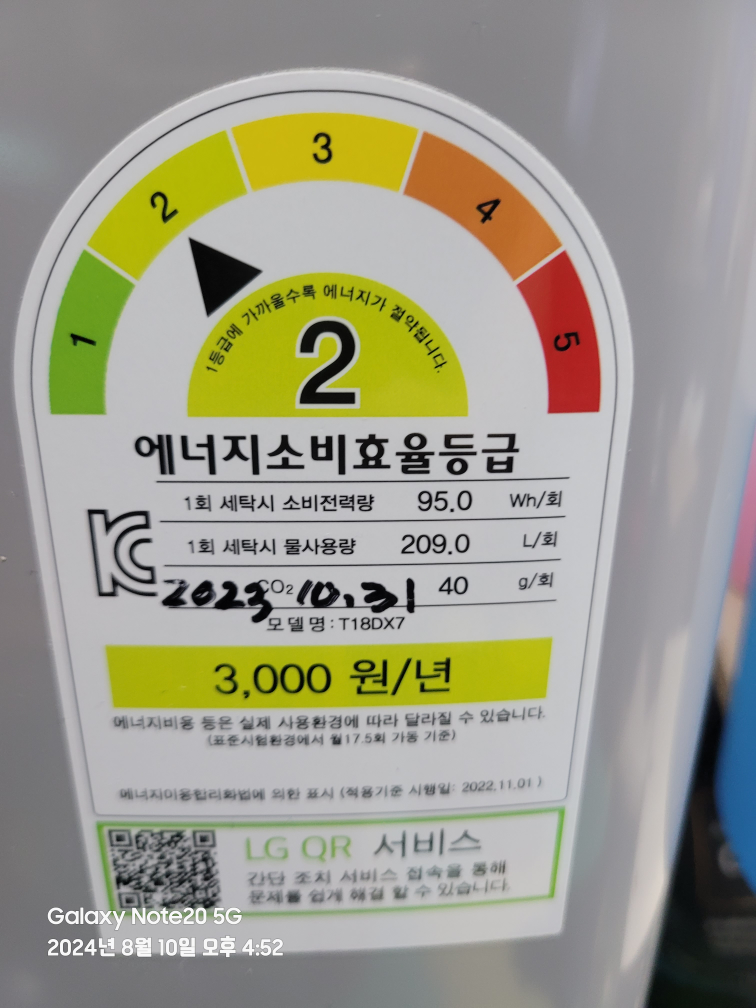 1
2
3
4
5
1등급에 가까울수록 에너지가 절약됩니다.
2
에너지소비효율등급
1회 세탁시 소비전력량 95.0 Wh/회
1회 세탁시 물사용량 209.0 L/회
CO₂ 40 g/회
2023 10.31
모델명 : T18DX7
3,000 원/년
에너지비용 등은 실제 사용환경에 따라 달라질 수 있습니다.
(표준시험환경에서 월17.5회 가동 기준)
에너지이용합리화법에 의한 표시 (적용기준 시행일: 2022.11.01)
LG QR 서비스
간단 조치 서비스 접속을 통해
문제를 쉽게 해결 할 수 있습니다.
Galaxy Note20 5G
2024년 8월 10일 오후 4:52